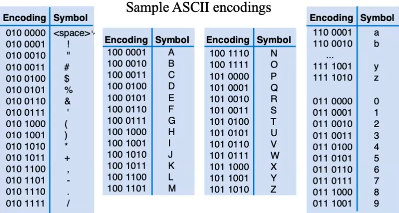 Sample ASCII encodings
Encoding Symbol
010 0000 <space>
010 0001 !
010 0010 "
010 0011 #
010 0100 $
010 0101 %
010 0110 &
010 0111 '
010 1000 (
010 1001 )
010 1010 *
010 1011 +
010 1100 ,
010 1101 -
010 1110 .
010 1111 /
Encoding Symbol
100 0001 A
100 0010 B
100 0011 C
100 0100 D
100 0101 E
100 0110 F
100 0111 G
100 1000 H
100 1001 I
100 1010 J
100 1011 K
100 1100 L
100 1101 M
Encoding Symbol
100 1110 N
100 1111 O
101 0000 P
101 0001 Q
101 0010 R
101 0011 S
101 0100 T
101 0101 U
101 0110 V
101 0111 W
101 1000 X
101 1001 Y
101 1010 Z
Encoding Symbol
110 0001 a
110 0010 b
...
111 1001 y
111 1010 z
011 0000 0
011 0001 1
011 0010 2
011 0011 3
011 0100 4
011 0101 5
011 0110 6
011 0111 7
011 1000 8
011 1001 9